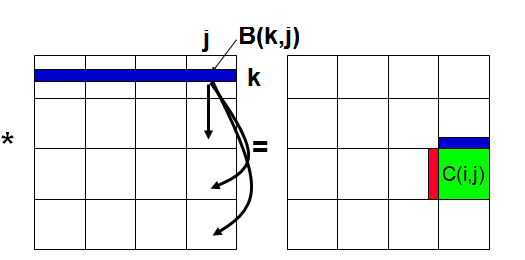 j
B(k,j)
k
*
=
C(i,j)